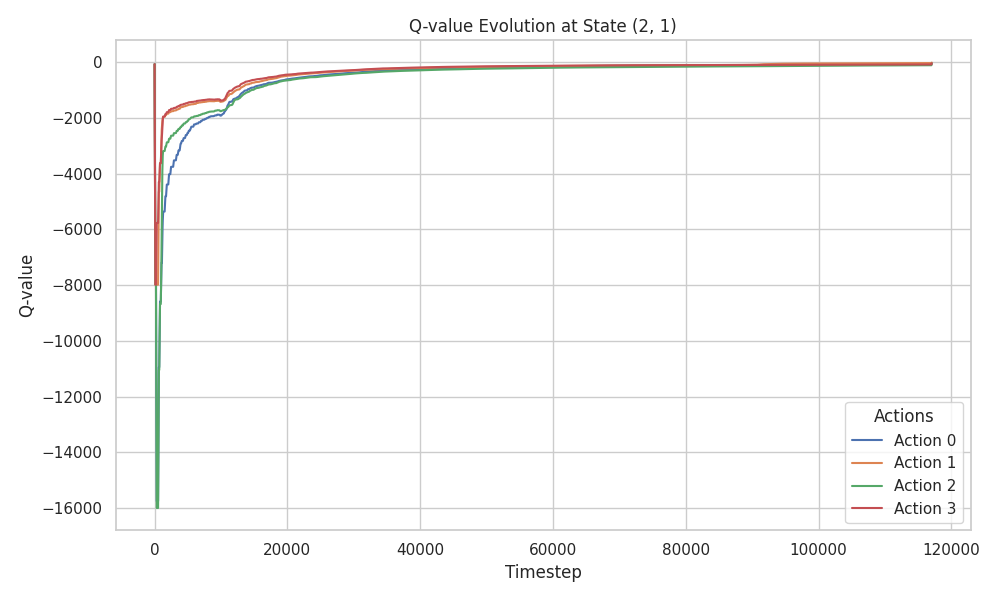 Q-value Evolution at State (2, 1)
Q-value
0
−2000
−4000
−6000
−8000
−10000
−12000
−14000
−16000
0
20000
40000
60000
80000
100000
120000
Timestep
Actions
Action 0
Action 1
Action 2
Action 3